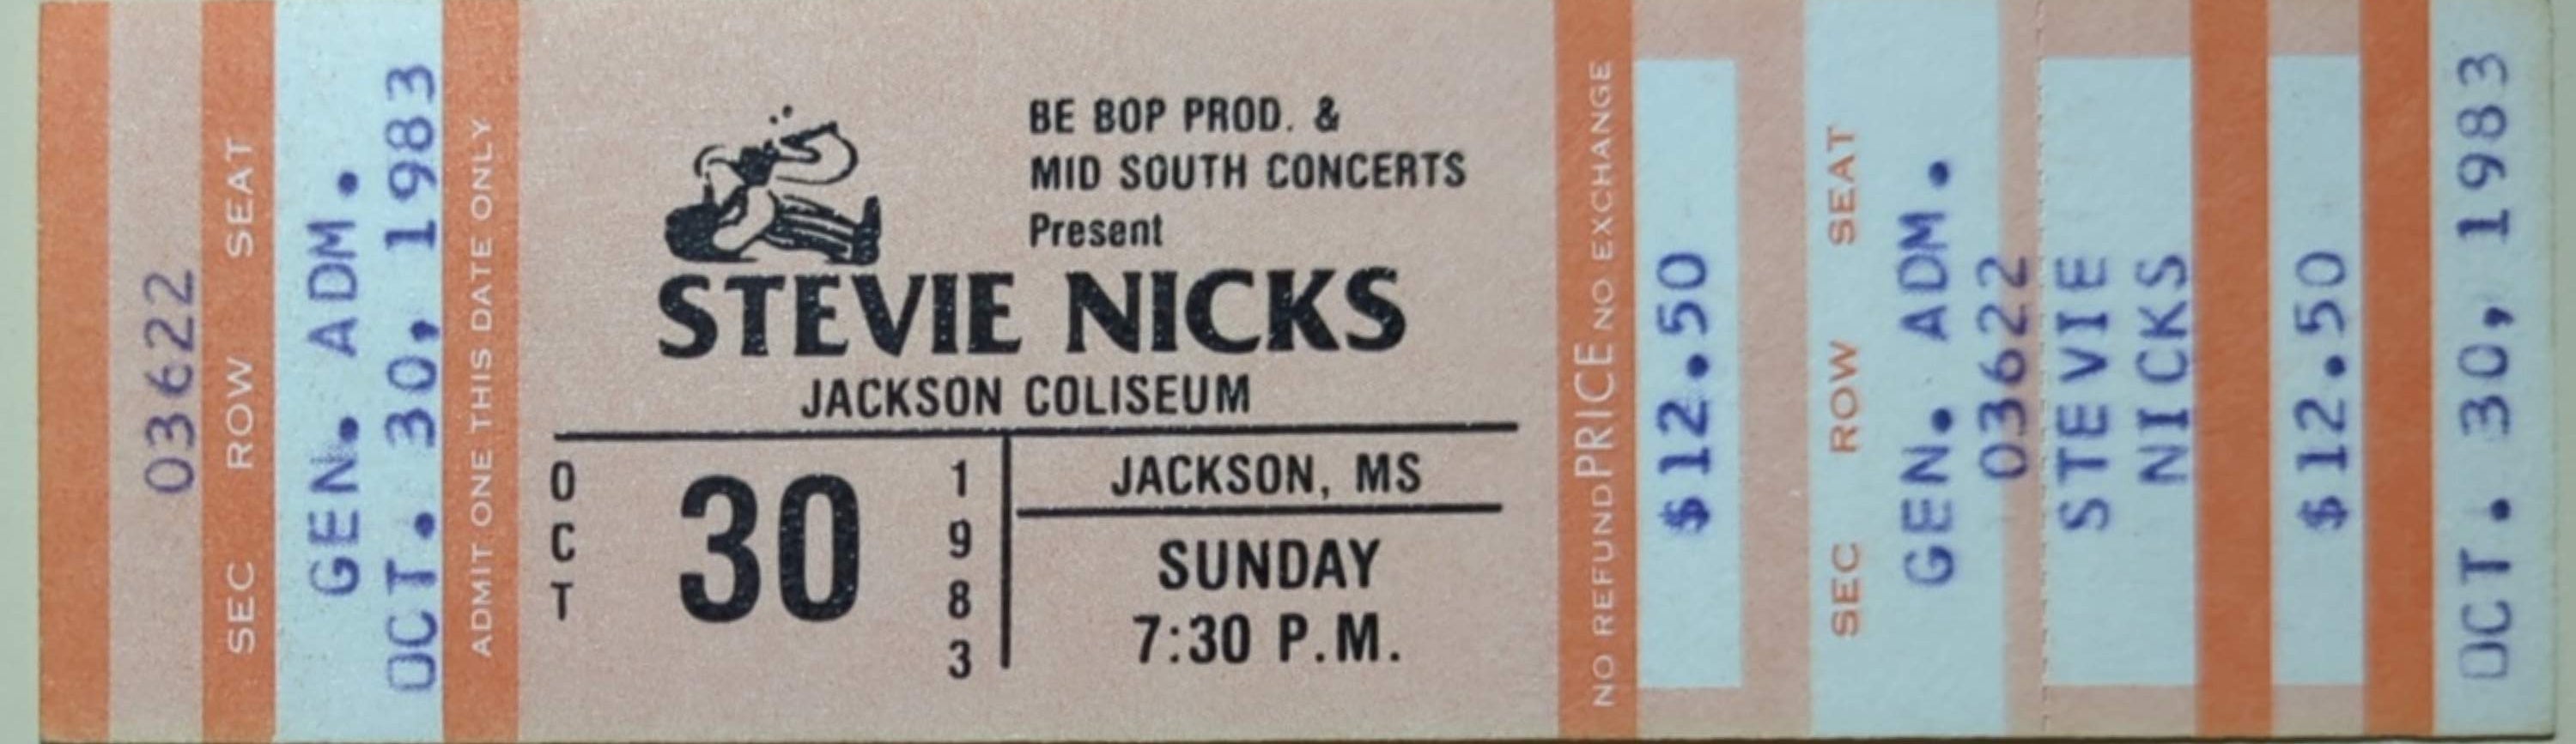 03622
SEC ROW SEAT
GEN. ADM.
OCT. 30, 1983
ADMIT ONE THIS DATE ONLY
BE BOP PROD. &
MID SOUTH CONCERTS
Present
STEVIE NICKS
JACKSON COLISEUM
OCT
30
1983
JACKSON, MS
SUNDAY
7:30 P.M.
NO REFUND PRICE NO EXCHANGE
$12.50
SEC ROW SEAT
GEN. ADM.
03622
STEVIE
NICKS
$12.50
OCT. 30, 1983